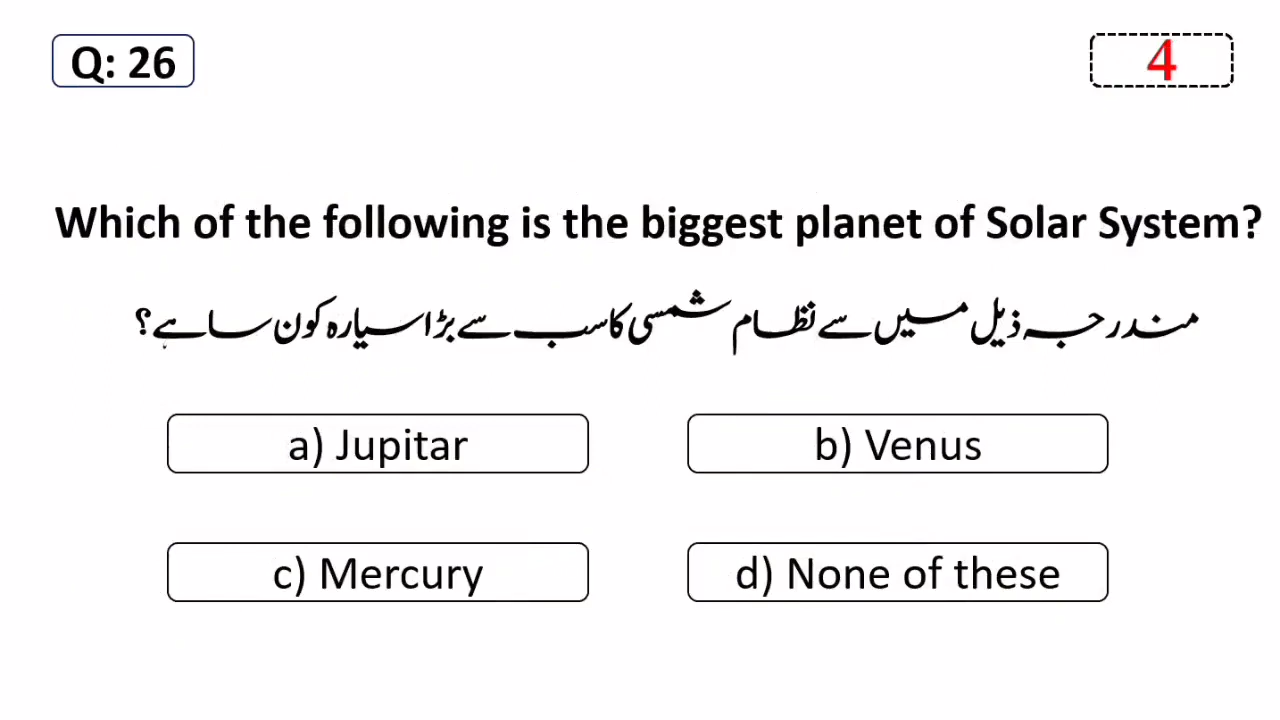 Q: 26
4
Which of the following is the biggest planet of Solar System?
مندرجہ ذیل میں سے نظام شمسی کا سب سے بڑا سیارہ کون سا ہے؟
a) Jupitar
b) Venus
c) Mercury
d) None of these